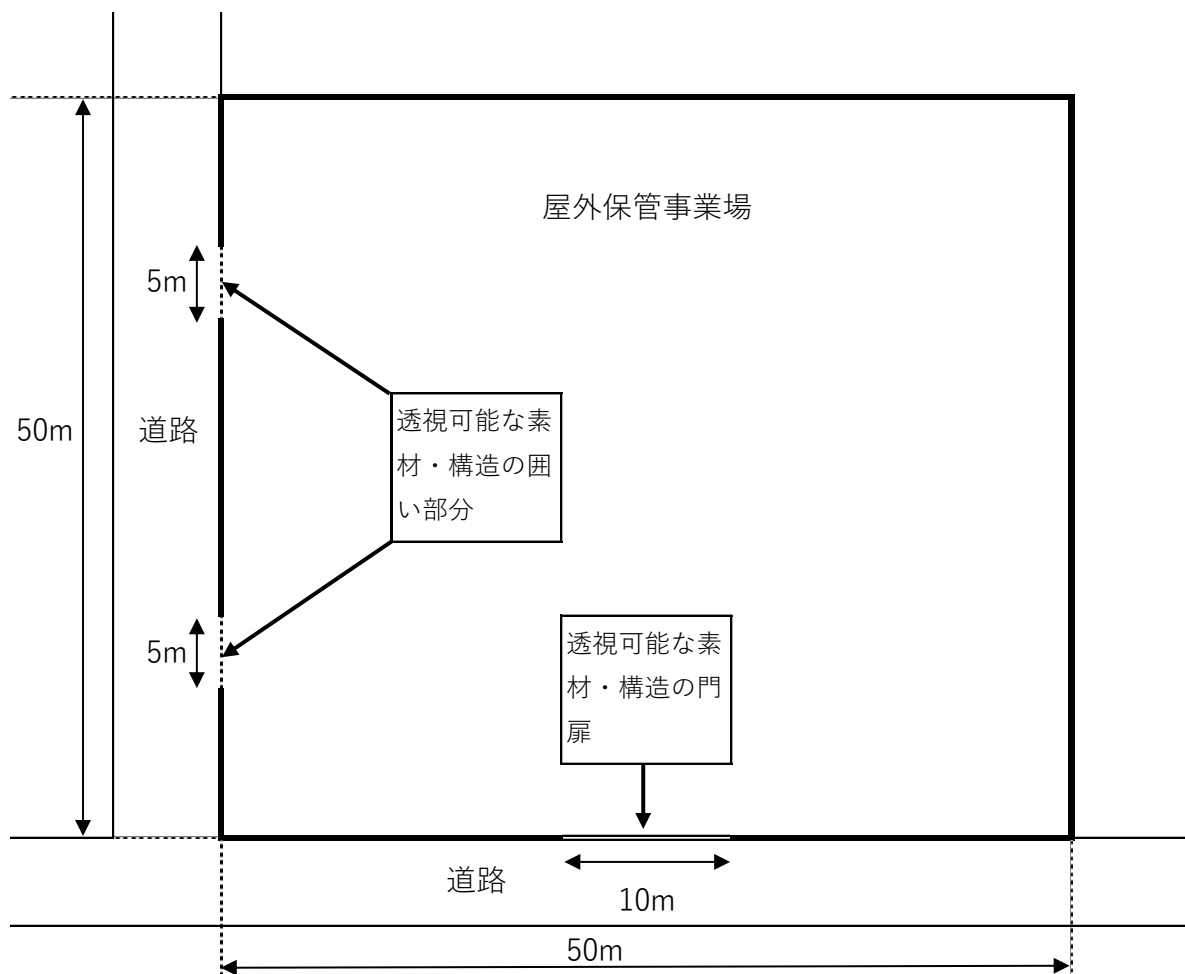 屋外保管事業場
5m
50m
道路
透視可能な素
材・構造の囲
い部分
5m
透視可能な素
材・構造の門
扉
道路
10m
50m